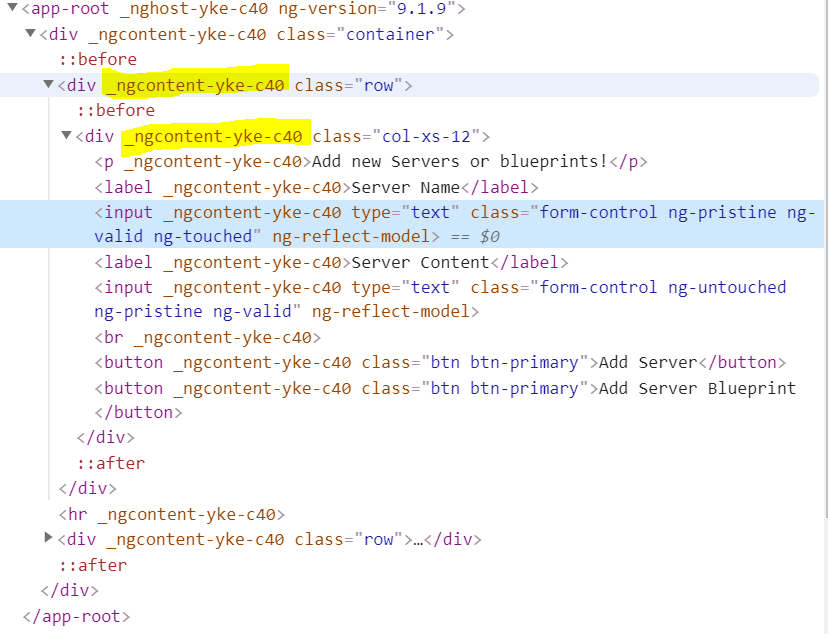 ▼<app-root _nghost-yke-c40 ng-version="9.1.9">
▼<div _ngcontent-yke-c40 class="container">
::before
▼<div _ngcontent-yke-c40 class="row">
::before
▼<div _ngcontent-yke-c40 class="col-xs-12">
<p _ngcontent-yke-c40>Add new Servers or blueprints!</p>
<label _ngcontent-yke-c40>Server Name</label>
<input _ngcontent-yke-c40 type="text" class="form-control ng-pristine ng-
valid ng-touched" ng-reflect-model> == $0
<label _ngcontent-yke-c40>Server Content</label>
<input _ngcontent-yke-c40 type="text" class="form-control ng-untouched
ng-pristine ng-valid" ng-reflect-model>
<br _ngcontent-yke-c40>
<button _ngcontent-yke-c40 class="btn btn-primary">Add Server</button>
<button _ngcontent-yke-c40 class="btn btn-primary">Add Server Blueprint
</button>
</div>
::after
</div>
<hr _ngcontent-yke-c40>
▶<div _ngcontent-yke-c40 class="row">…</div>
::after
</div>
</app-root>